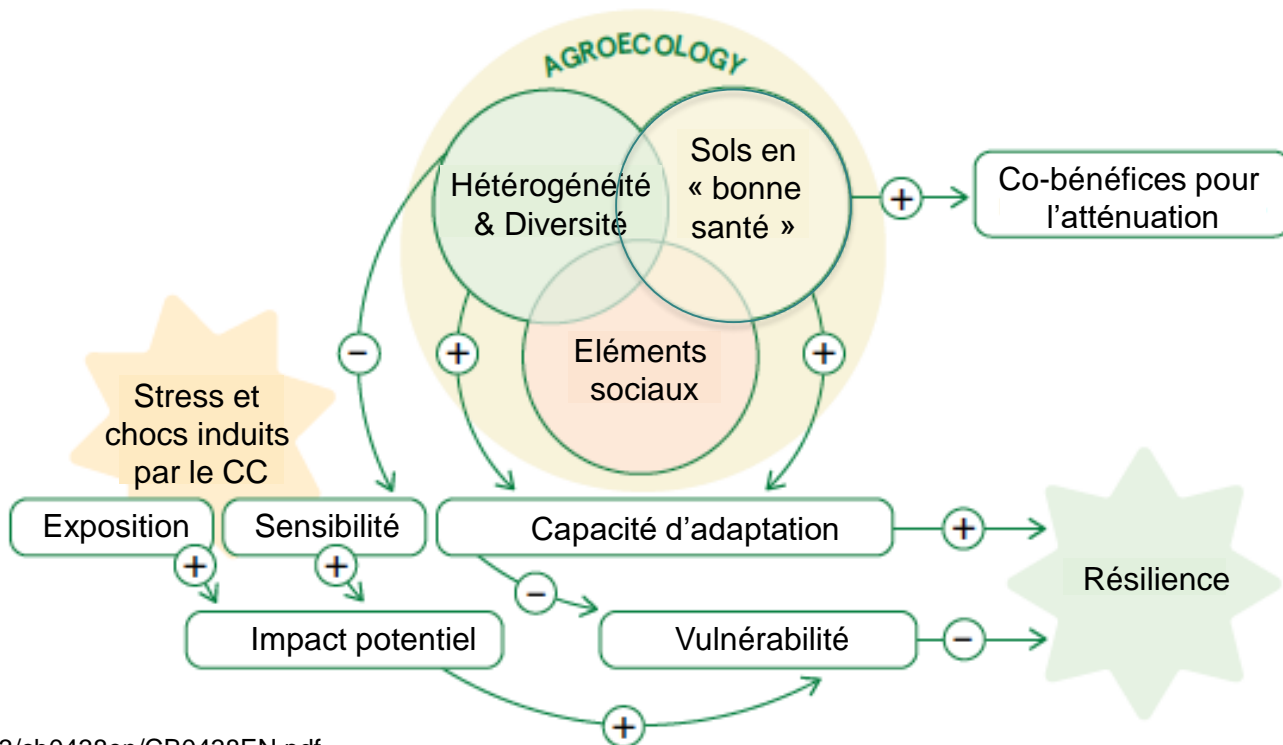 AGROECOLOGY
Hétérogénéité
& Diversité
Sols en
« bonne
santé »
+
Co-bénéfices pour
l'atténuation
Eléments
sociaux
−
+
+
Stress et
chocs induits
par le CC
Exposition
Sensibilité
Capacité d'adaptation
+
Résilience
+
+
−
Impact potentiel
Vulnérabilité
−
+